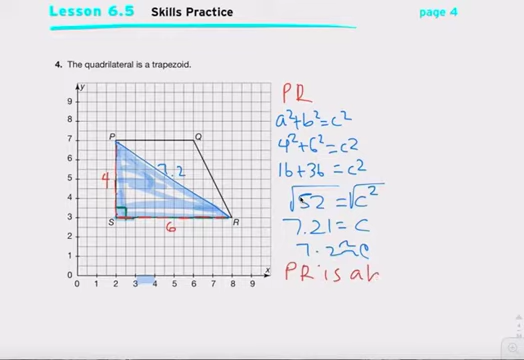 Lesson 6.5 Skills Practice page 4
4. The quadrilateral is a trapezoid.
y
9
8
7
6
5
4
3
2
1
0
0 1 2 3 4 5 6 7 8 9
x
P
Q
S
R
7.2
4
6
PR
a²+b²=c²
4²+6²=c²
16+36=c²
√52=√c²
7.21=c
7.2≈c
PR is ab